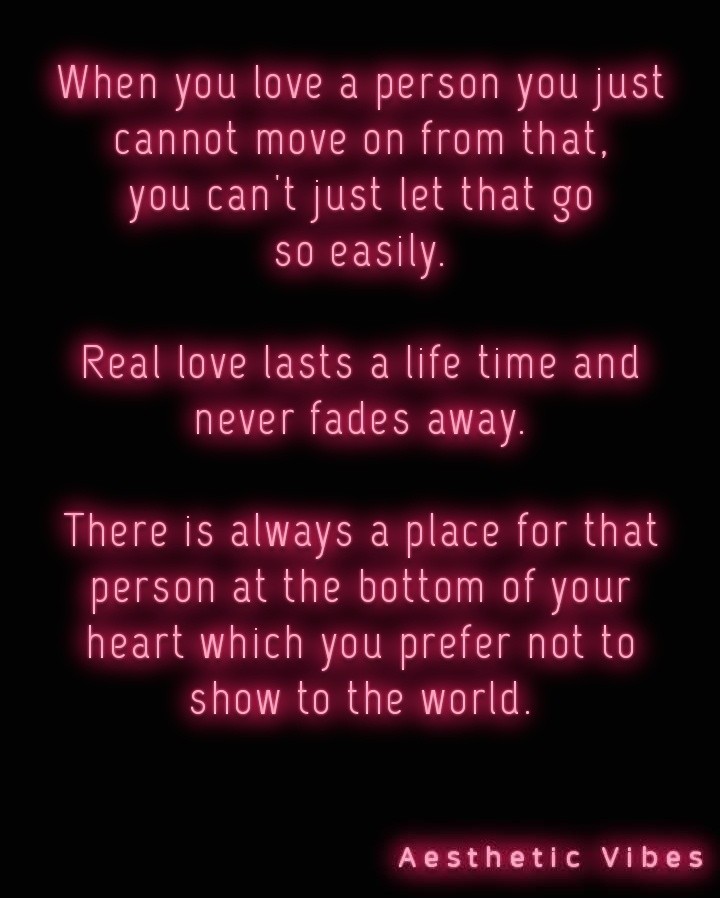 When you love a person you just
cannot move on from that,
you can't just let that go
so easily.
Real love lasts a life time and
never fades away.
There is always a place for that
person at the bottom of your
heart which you prefer not to
show to the world.
Aesthetic Vibes